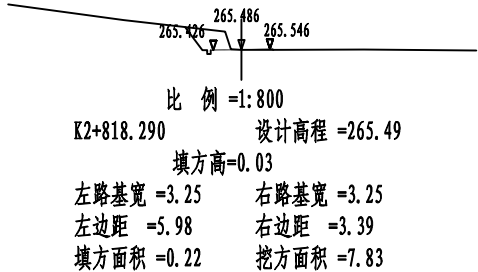 265.486
265.426 265.546
比 例 =1:800
K2+818.290 设计高程 =265.49
填方高=0.03
左路基宽 =3.25 右路基宽 =3.25
左边距 =5.98 右边距 =3.39
填方面积 =0.22 挖方面积 =7.83